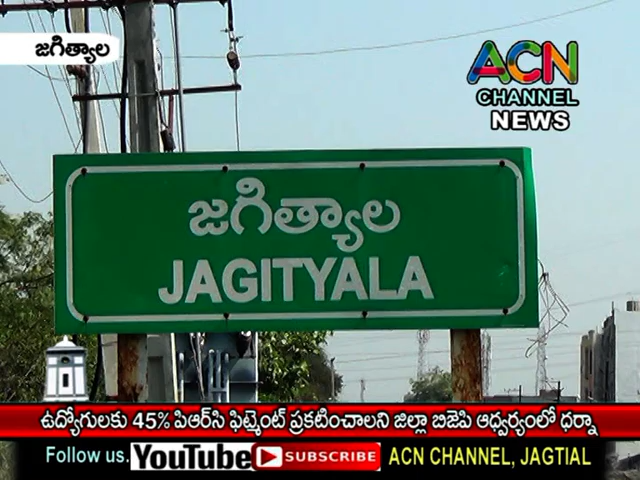 జగిత్యాల
ACN
CHANNEL
NEWS
జగిత్యాల
JAGITYALA
ఉద్యోగులకు 45% పిఆర్‌సి ఫిట్మెంట్ ప్రకటించాలని జిల్లా బిజెపి ఆధ్వర్యంలో ధర్నా
Follow us. YouTube SUBSCRIBE ACN CHANNEL, JAGTIAL